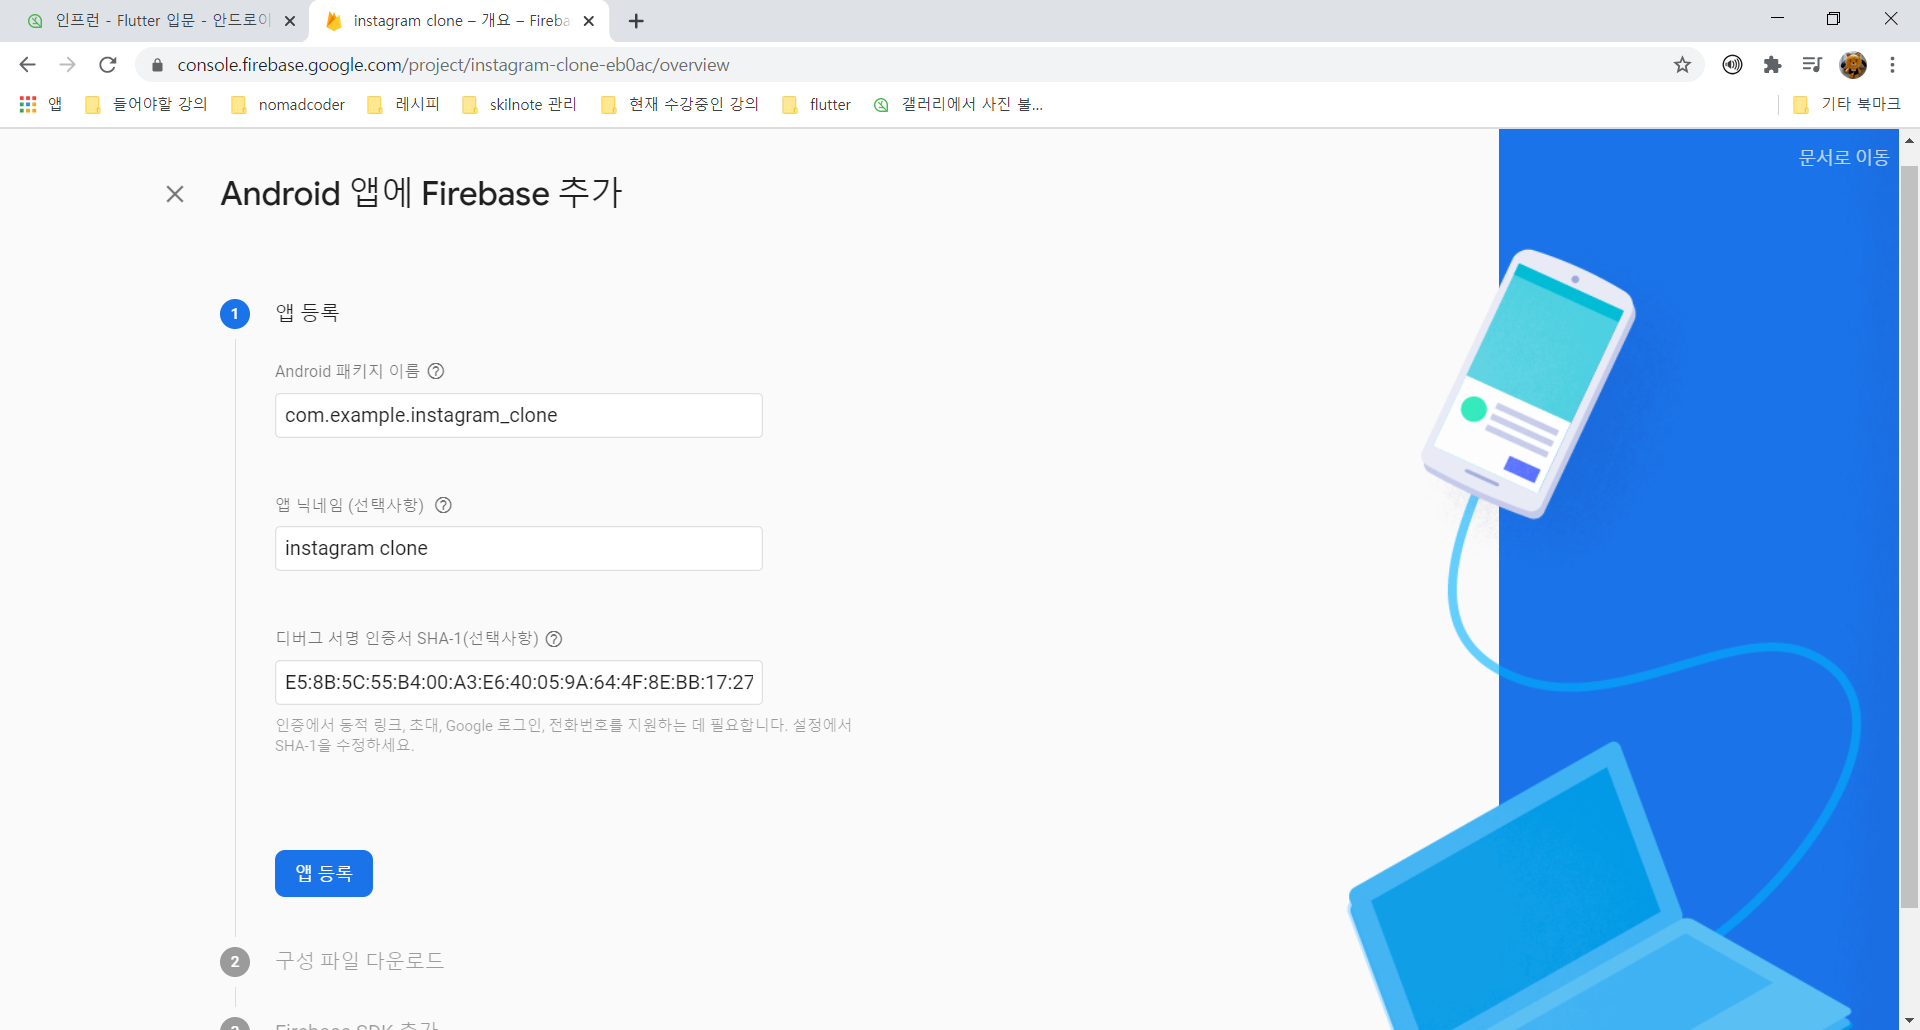 인프런 - Flutter 입문 - 안드로이
instagram clone – 개요 – Fireba
console.firebase.google.com/project/instagram-clone-eb0ac/overview
앱
들어야할 강의
nomadcoder
레시피
skilnote 관리
현재 수강중인 강의
flutter
갤러리에서 사진 불...
기타 북마크
문서로 이동
Android 앱에 Firebase 추가
1 앱 등록
Android 패키지 이름 ?
com.example.instagram_clone
앱 닉네임 (선택사항) ?
instagram clone
디버그 서명 인증서 SHA-1(선택사항) ?
E5:8B:5C:55:B4:00:A3:E6:40:05:9A:64:4F:8E:BB:17:27
인증에서 동적 링크, 초대, Google 로그인, 전화번호를 지원하는 데 필요합니다. 설정에서
SHA-1을 수정하세요.
앱 등록
2 구성 파일 다운로드
3 Firebase SDK 추가